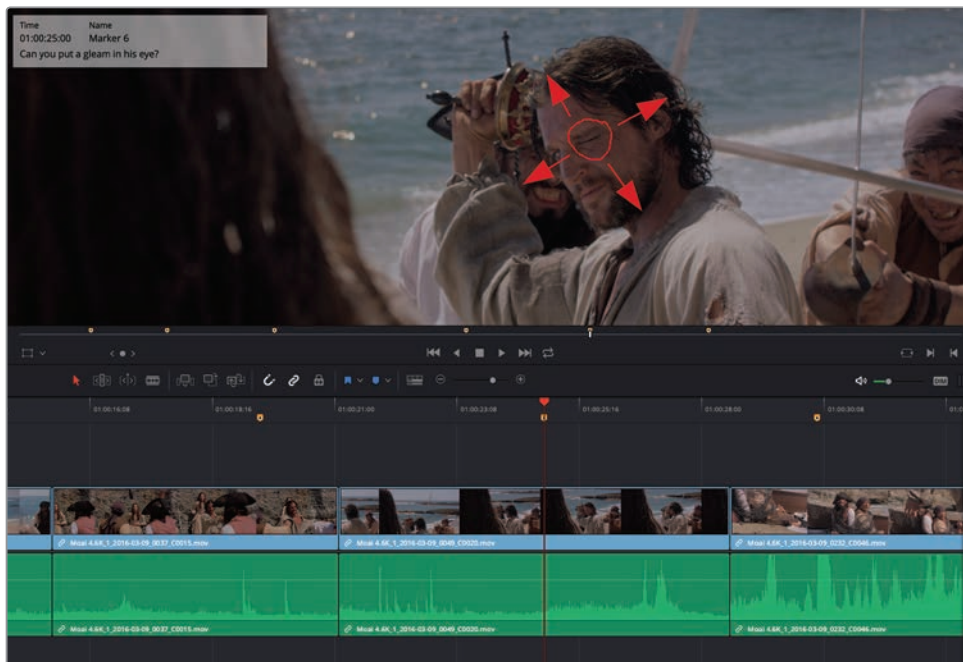 Time Name
01:00:25:00 Marker 6
Can you put a gleam in his eye?
DIM
01:00:16:08 01:00:18:16 01:00:21:00 01:00:23:08 01:00:25:16 01:00:28:00 01:00:30:08
Moai 4.6K_1_2016-03-09_0037_C0015.mov Moai 4.6K_1_2016-03-09_0049_C0020.mov Moai 4.6K_1_2016-03-09_0232_C0046.mov
Moai 4.6K_1_2016-03-09_0037_C0015.mov Moai 4.6K_1_2016-03-09_0049_C0020.mov Moai 4.6K_1_2016-03-09_0232_C0046.mov